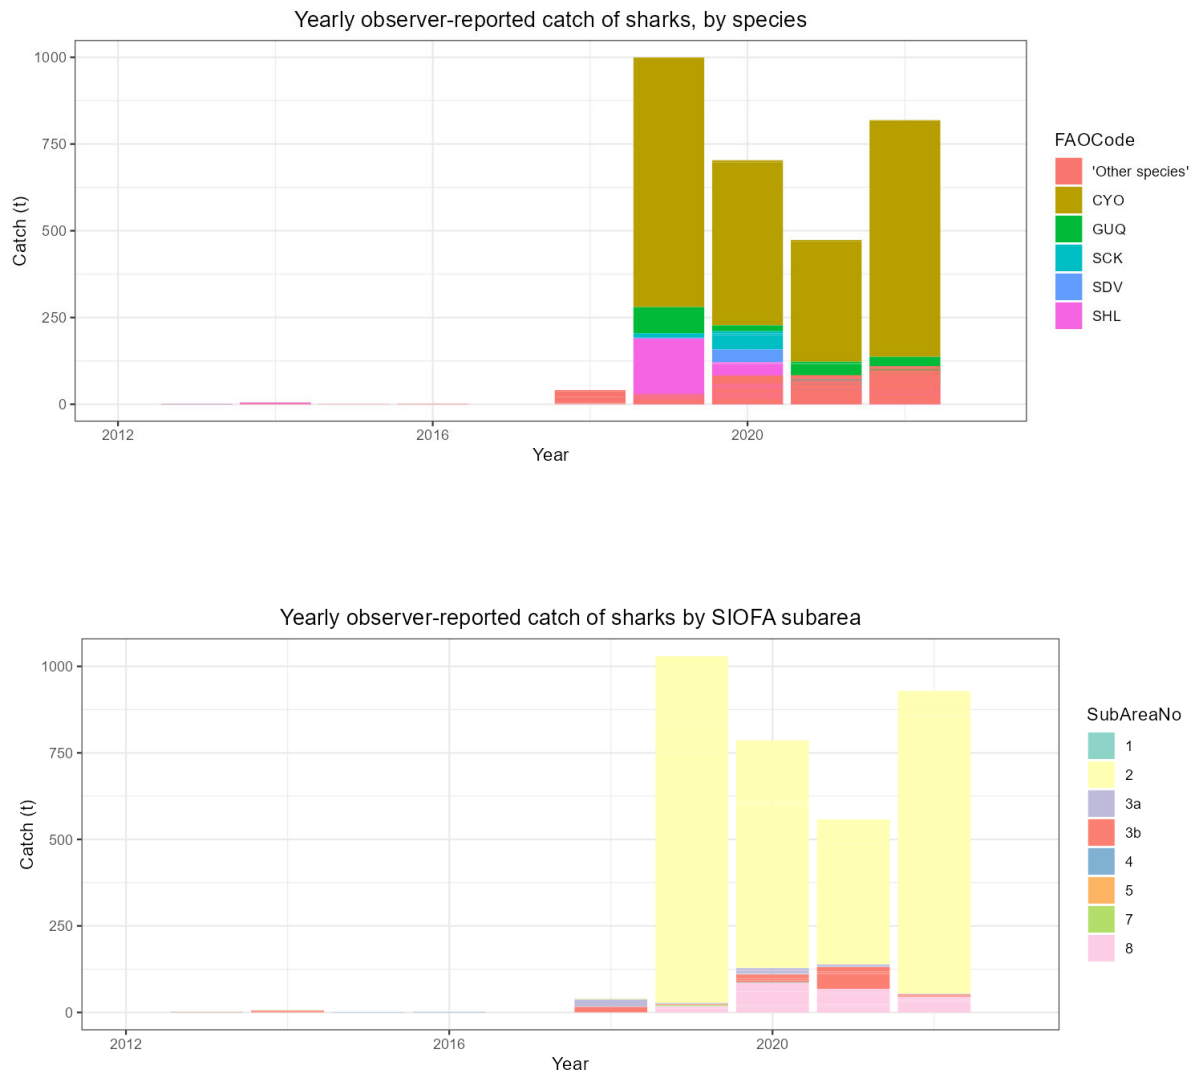 Yearly observer-reported catch of sharks, by species
1000
750
500
250
0
Catch (t)
2012 2016 2020
Year
FAOCode
'Other species'
CYO
GUQ
SCK
SDV
SHL
Yearly observer-reported catch of sharks by SIOFA subarea
1000
750
500
250
0
Catch (t)
2012 2016 2020
Year
SubAreaNo
1
2
3a
3b
4
5
7
8